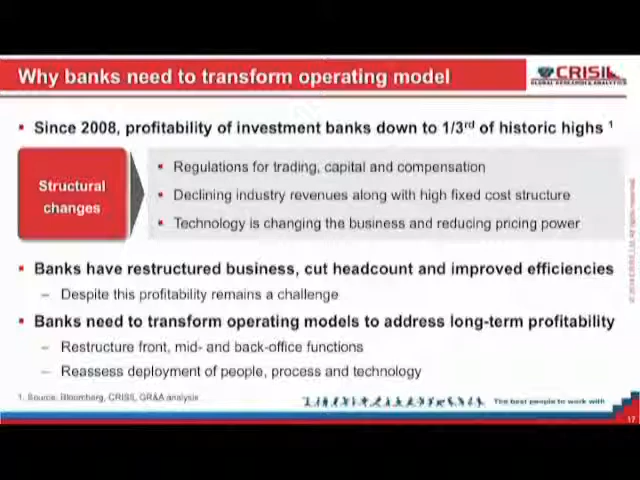 Why banks need to transform operating model
CRISIL
GLOBAL RESEARCH & ANALYTICS
▪ Since 2008, profitability of investment banks down to 1/3rd of historic highs 1
Structural
changes
▪ Regulations for trading, capital and compensation
▪ Declining industry revenues along with high fixed cost structure
▪ Technology is changing the business and reducing pricing power
▪ Banks have restructured business, cut headcount and improved efficiencies
– Despite this profitability remains a challenge
▪ Banks need to transform operating models to address long-term profitability
– Restructure front, mid- and back-office functions
– Reassess deployment of people, process and technology
1. Source: Bloomberg, CRISIL GR&A analysis
The best people to work with
17